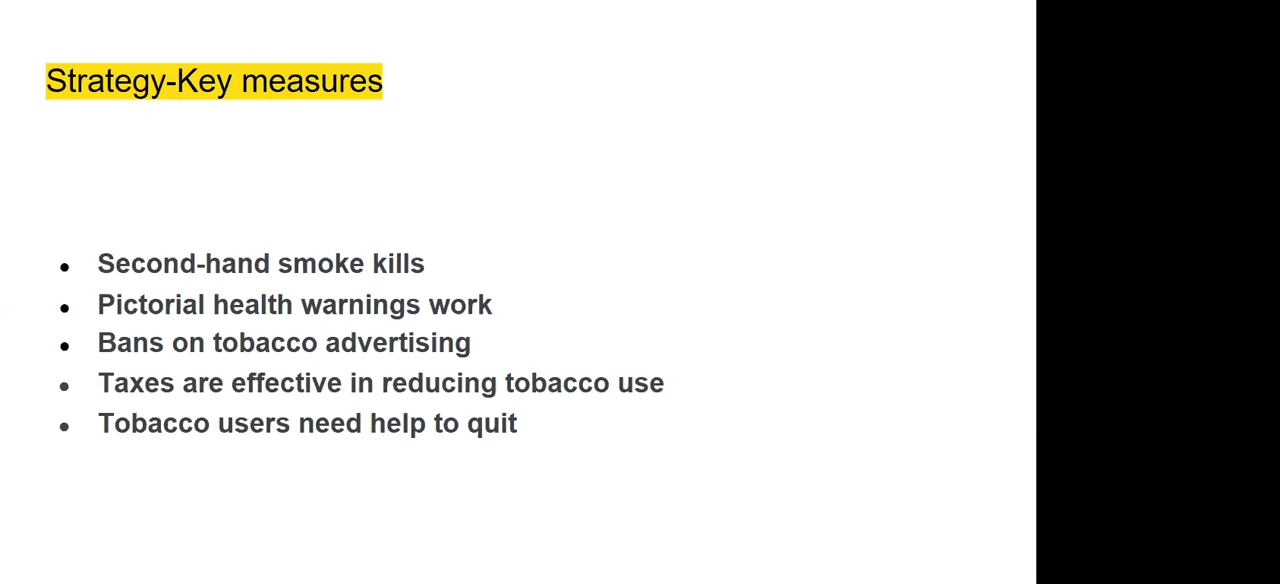 Strategy-Key measures
• Second-hand smoke kills
• Pictorial health warnings work
• Bans on tobacco advertising
• Taxes are effective in reducing tobacco use
• Tobacco users need help to quit